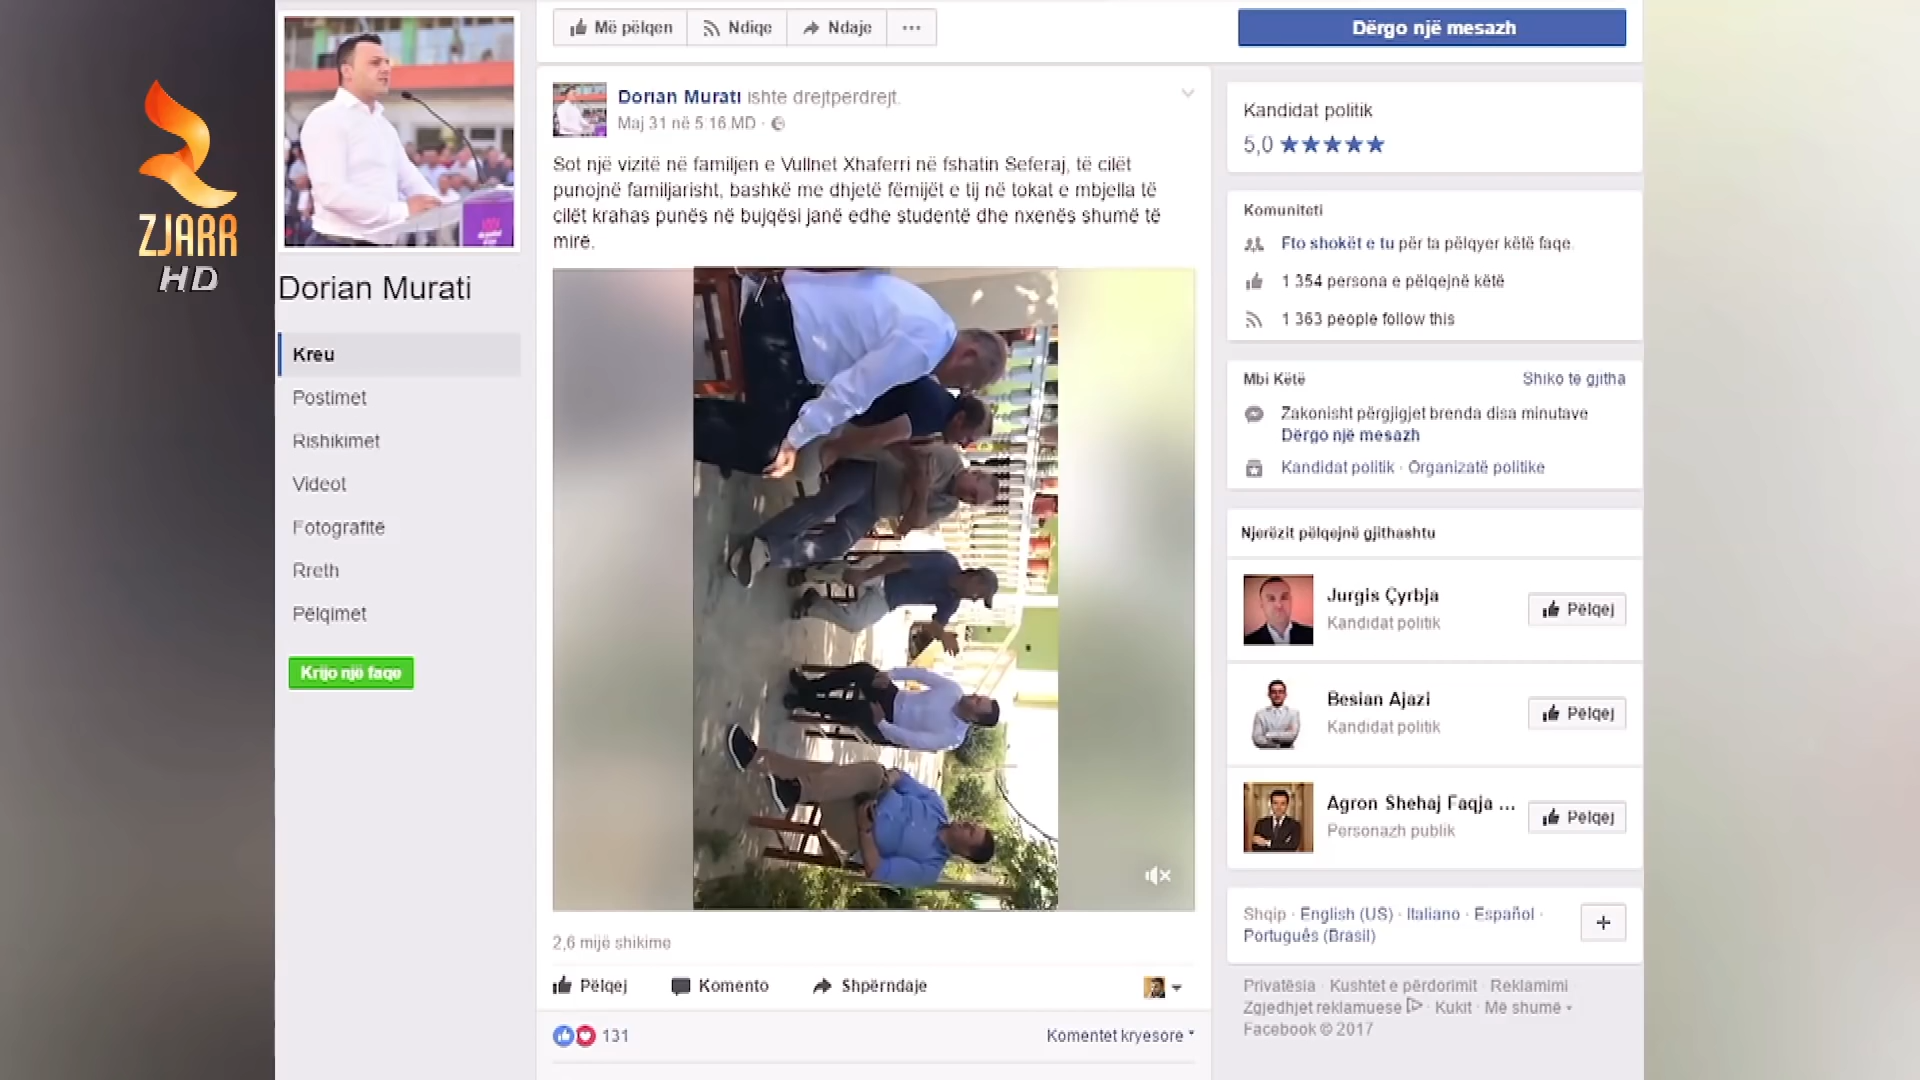 ZJARR
HD
Dorian Murati
Kreu
Postimet
Rishikimet
Videot
Fotografitë
Rreth
Pëlqimet
Krijo një faqe
Më pëlqen
Ndiqe
Ndaje
Dërgo një mesazh
Dorian Murati ishte drejtperdrejt.
Maj 31 në 5:16.MD ·
Sot një vizitë në familjen e Vullnet Xhaferri në fshatin Seferaj, të cilët
punojnë familjarisht, bashkë me dhjetë fëmijët e tij në tokat e mbjella të
cilët krahas punës në bujqësi janë edhe studentë dhe nxenës shumë të
mirë.
2,6 mijë shikime
Pëlqej
Komento
Shpërndaje
131
Komentet kryesore
Kandidat politik
5,0 ★★★★★
Komuniteti
Fto shokët e tu për ta pëlqyer këtë faqe.
1 354 persona e pëlqejnë këtë
1 363 people follow this
Mbi Këtë
Shiko të gjitha
Zakonisht përgjigjet brenda disa minutave
Dërgo një mesazh
Kandidat politik · Organizatë politike
Njerëzit pëlqejnë gjithashtu
Jurgis Çyrbja
Kandidat politik
Pëlqej
Besian Ajazi
Kandidat politik
Pëlqej
Agron Shehaj Faqja ...
Personazh publik
Pëlqej
Shqip · English (US) · Italiano · Español ·
Português (Brasil)
Privatësia · Kushtet e përdorimit · Reklamimi ·
Zgjedhjet reklamuese · Kukit · Më shumë
Facebook © 2017